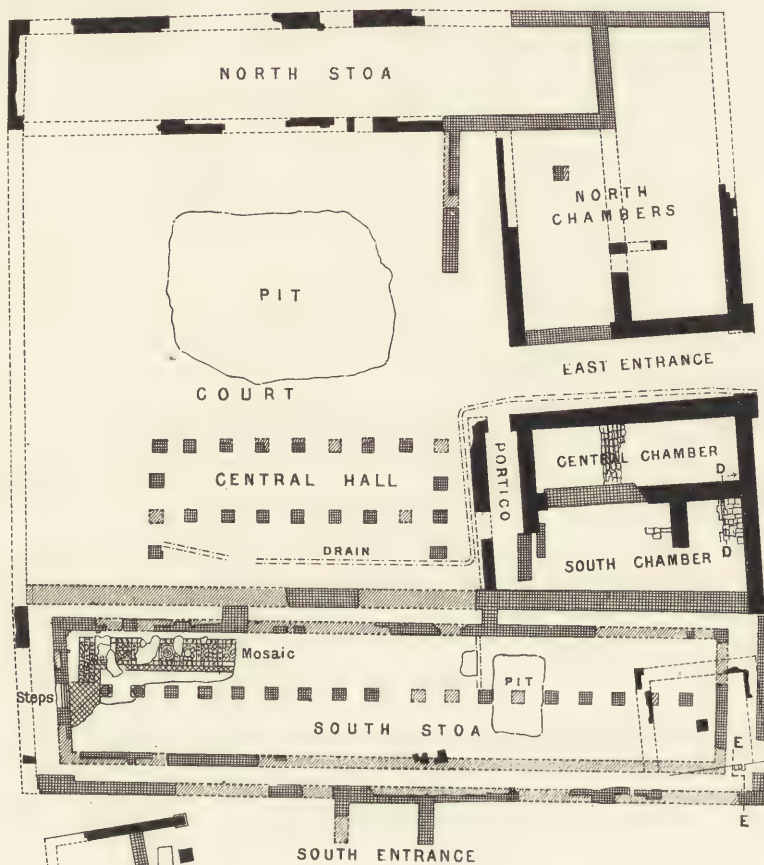 NORTH STOA
NORTH
CHAMBERS
PIT
EAST ENTRANCE
COURT
PORTICO
CENTRAL CHAMBER
D
CENTRAL HALL
DRAIN
D
SOUTH CHAMBER
Mosaic
PIT
Steps
SOUTH STOA
E
E
SOUTH ENTRANCE